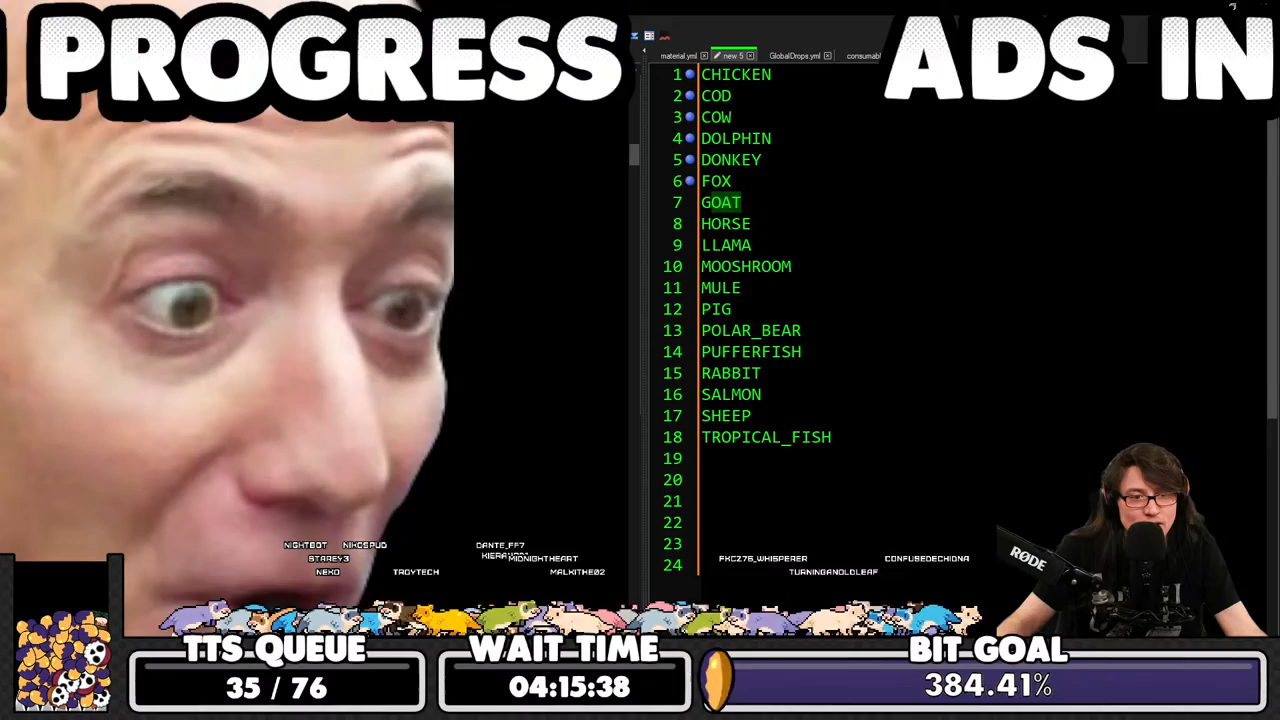 PROGRESS
ADS IN
material.yml
new 5
GlobalDrops.yml
consumabl
1 CHICKEN
2 COD
3 COW
4 DOLPHIN
5 DONKEY
6 FOX
7 GOAT
8 HORSE
9 LLAMA
10 MOOSHROOM
11 MULE
12 PIG
13 POLAR_BEAR
14 PUFFERFISH
15 RABBIT
16 SALMON
17 SHEEP
18 TROPICAL_FISH
19
20
21
22
23
24
NIGHTBOT
NIKOSPUD
DANTE_FF7
STAREY3
MIDNIGHTHEART
NEKO
TROYTECH
MALKITHE02
FKCZ76_WHISPERER
CONFUSEDECHIDNA
TURNINGANOLDLEAF
RØDE
TTS QUEUE
35 / 76
WAIT TIME
04:15:38
BIT GOAL
384.41%